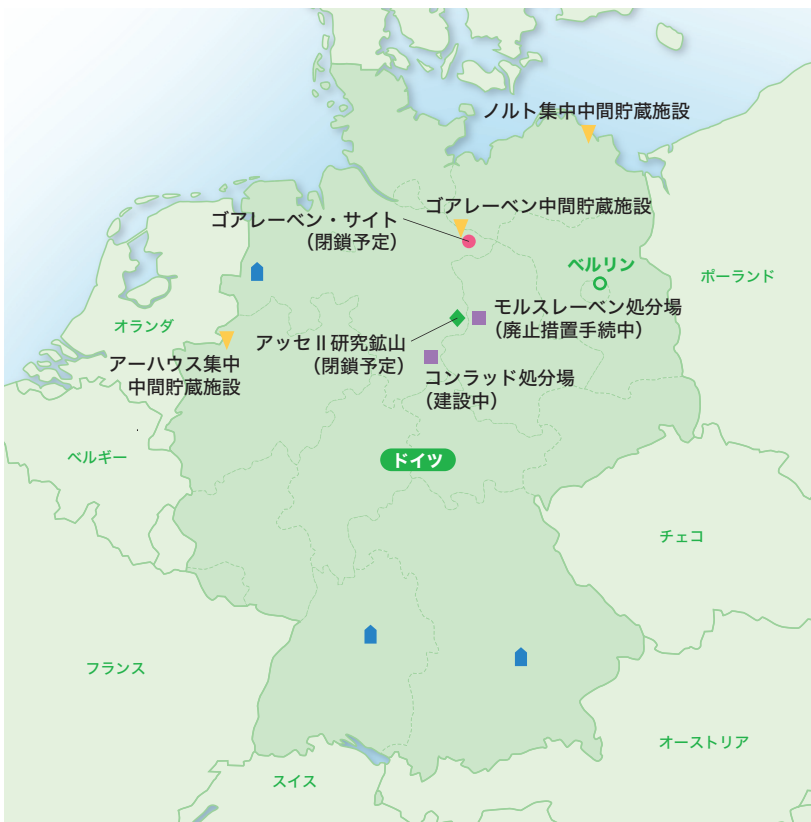 ノルト集中中間貯蔵施設
ゴアレーベン中間貯蔵施設
ゴアレーベン・サイト
（閉鎖予定）
ベルリン
ポーランド
オランダ
モルスレーベン処分場
（廃止措置手続中）
アッセⅡ研究鉱山
（閉鎖予定）
アーハウス集中
中間貯蔵施設
コンラッド処分場
（建設中）
ベルギー
ドイツ
チェコ
フランス
オーストリア
スイス